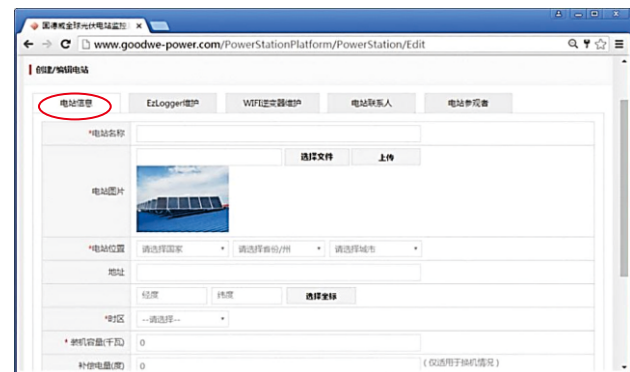 固德威全球光伏电站监控
www.goodwe-power.com/PowerStationPlatform/PowerStation/Edit
创建/编辑电站
电站信息 EzLogger维护 WIFI逆变器维护 电站联系人 电站参观者
*电站名称
选择文件 上传
电站图片
*电站位置 请选择国家 请选择省份/州 请选择城市
地址
经度 纬度 选择坐标
*时区 --请选择--
* 装机容量(千瓦) 0
补偿电量(度) 0 (仅适用于换机情况)